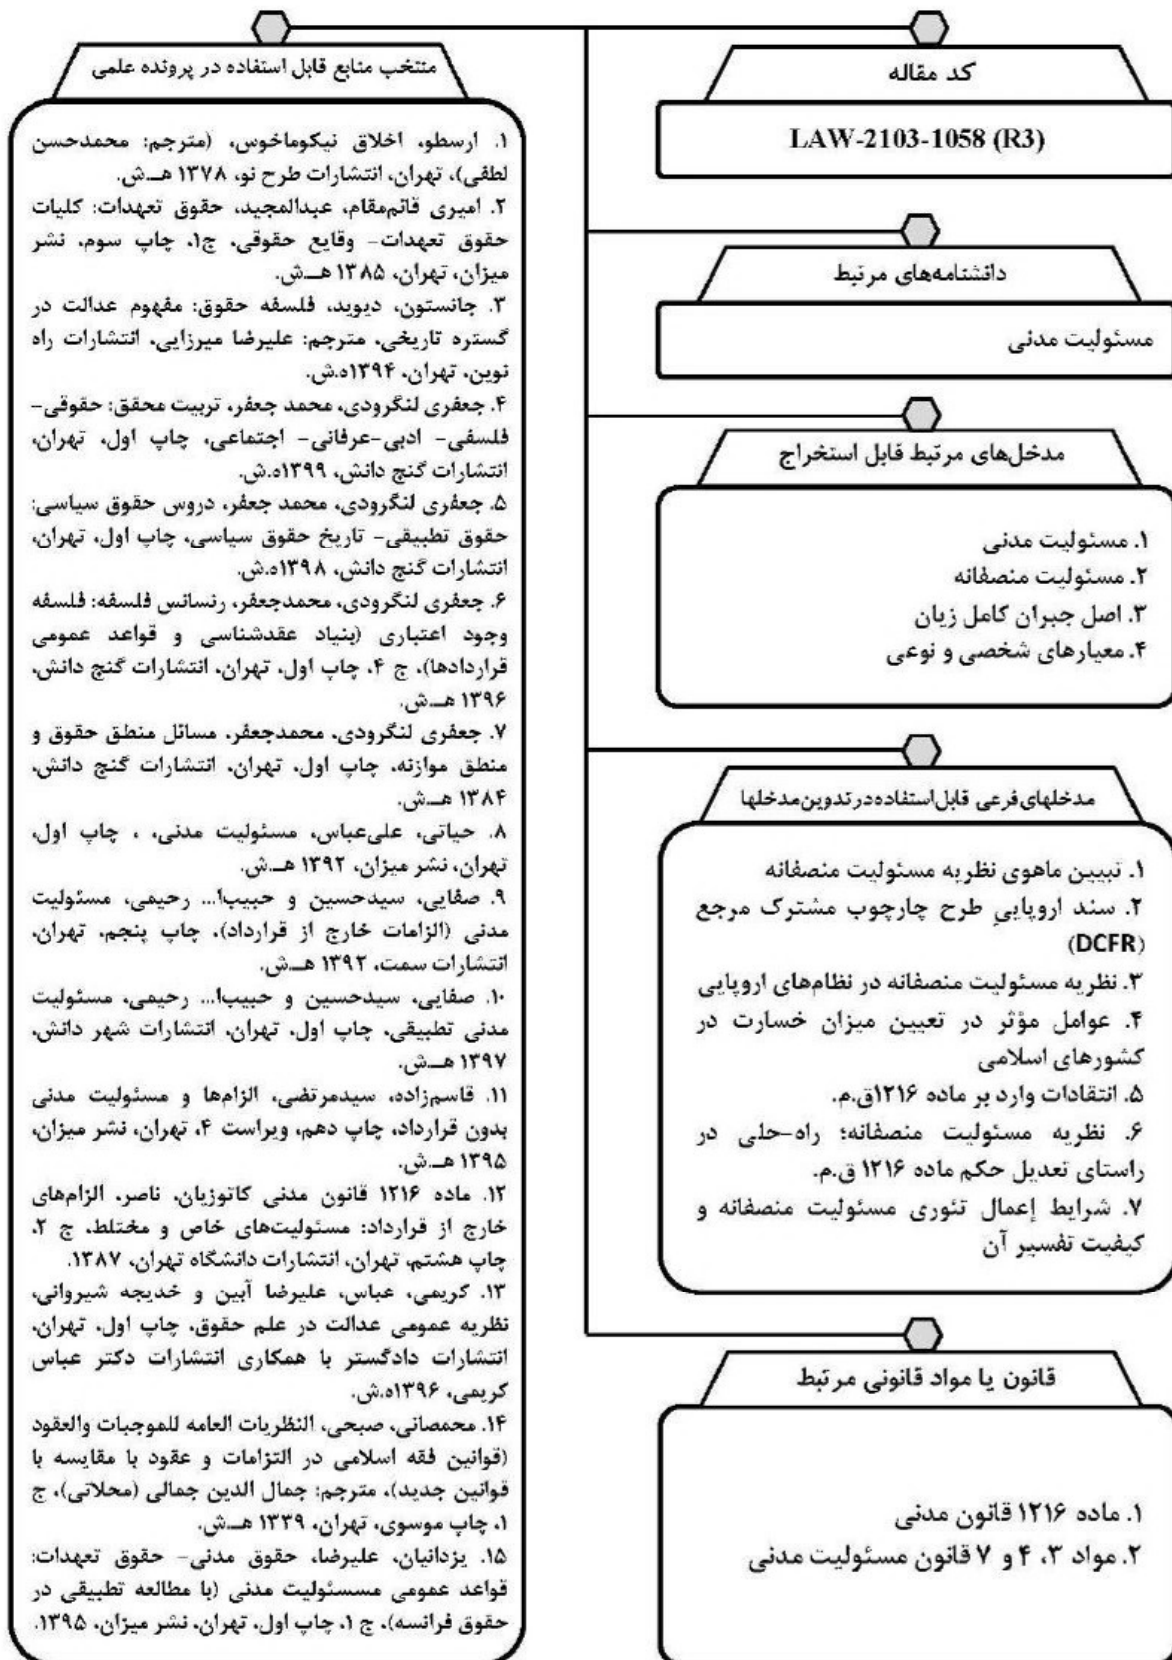 کد مقاله
LAW-2103-1058 (R3)
دانشنامه‌های مرتبط
مسئولیت مدنی
مدخل‌های مرتبط قابل استخراج
۱. مسئولیت مدنی
۲. مسئولیت منصفانه
۳. اصل جبران کامل زیان
۴. معیارهای شخصی و نوعی
مدخلهای فرعی قابل استفاده در تدوین مدخلها
۱. تبیین ماهوی نظریه مسئولیت منصفانه
۲. سند اروپاییِ طرح چارچوب مشترک مرجع
(DCFR)
۳. نظریه مسئولیت منصفانه در نظام‌های اروپایی
۴. عوامل مؤثر در تعیین میزان خسارت در
کشورهای اسلامی
۵. انتقادات وارد بر ماده ۱۲۱۶ق.م.
۶. نظریه مسئولیت منصفانه؛ راه-حلی در
راستای تعدیل حکم ماده ۱۲۱۶ ق.م.
۷. شرایط إعمال تئوری مسئولیت منصفانه و
کیفیت تفسیر آن
قانون یا مواد قانونی مرتبط
۱. ماده ۱۲۱۶ قانون مدنی
۲. مواد ۳، ۴ و ۷ قانون مسئولیت مدنی
منتخب منابع قابل استفاده در پرونده علمی
۱. ارسطو، اخلاق نیکوماخوس، (مترجم: محمدحسن
لطفی)، تهران، انتشارات طرح نو، ۱۳۷۸ هـ.ش.
۲. امیری قائم‌مقام، عبدالمجید، حقوق تعهدات: کلیات
حقوق تعهدات- وقایع حقوقی، ج۱، چاپ سوم، نشر
میزان، تهران، ۱۳۸۵ هـ.ش.
۳. جانستون، دیوید، فلسفه حقوق: مفهوم عدالت در
گستره تاریخی، مترجم: علیرضا میرزایی، انتشارات راه
نوین، تهران، ۱۳۹۴ه.ش.
۴. جعفری لنگرودی، محمد جعفر، تربیت محقق: حقوقی-
فلسفی- ادبی-عرفانی- اجتماعی، چاپ اول، تهران،
انتشارات گنج دانش، ۱۳۹۹ه.ش.
۵. جعفری لنگرودی، محمد جعفر، دروس حقوق سیاسی:
حقوق تطبیقی- تاریخ حقوق سیاسی، چاپ اول، تهران،
انتشارات گنج دانش، ۱۳۹۸ه.ش.
۶. جعفری لنگرودی، محمدجعفر، رنسانس فلسفه: فلسفه
وجود اعتباری (بنیاد عقدشناسی و قواعد عمومی
قراردادها)، ج ۴، چاپ اول، تهران، انتشارات گنج دانش،
۱۳۹۶ هـ.ش.
۷. جعفری لنگرودی، محمدجعفر، مسائل منطق حقوق و
منطق موازنه، چاپ اول، تهران، انتشارات گنج دانش،
۱۳۸۴ هـ.ش.
۸. حیاتی، علی‌عباس، مسئولیت مدنی، ، چاپ اول،
تهران، نشر میزان، ۱۳۹۲ هـ.ش.
۹. صفایی، سیدحسین و حبیب‌ا... رحیمی، مسئولیت
مدنی (الزامات خارج از قرارداد)، چاپ پنجم، تهران،
انتشارات سمت، ۱۳۹۲ هـ.ش.
۱۰. صفایی، سیدحسین و حبیب‌ا... رحیمی، مسئولیت
مدنی تطبیقی، چاپ اول، تهران، انتشارات شهر دانش،
۱۳۹۷ هـ.ش.
۱۱. قاسم‌زاده، سیدمرتضی، الزام‌ها و مسئولیت مدنی
بدون قرارداد، چاپ دهم، ویراست ۴، تهران، نشر میزان،
۱۳۹۵ هـ.ش.
۱۲. ماده ۱۲۱۶ قانون مدنی کاتوزیان، ناصر، الزام‌های
خارج از قرارداد: مسئولیت‌های خاص و مختلط، ج ۲،
چاپ هشتم، تهران، انتشارات دانشگاه تهران، ۱۳۸۷.
۱۳. کریمی، عباس، علیرضا آبین و خدیجه شیروانی،
نظریه عمومی عدالت در علم حقوق، چاپ اول، تهران،
انتشارات دادگستر با همکاری انتشارات دکتر عباس
کریمی، ۱۳۹۶ه.ش.
۱۴. محمصانی، صبحی، النظریات العامه للموجبات والعقود
(قوانین فقه اسلامی در التزامات و عقود با مقایسه با
قوانین جدید)، مترجم: جمال الدین جمالی (محلاتی)، ج
۱، چاپ موسوی، تهران، ۱۳۳۹ هـ.ش.
۱۵. یزدانیان، علیرضا، حقوق مدنی- حقوق تعهدات:
قواعد عمومی مسسئولیت مدنی (با مطالعه تطبیقی در
حقوق فرانسه)، ج ۱، چاپ اول، تهران، نشر میزان، ۱۳۹۵.